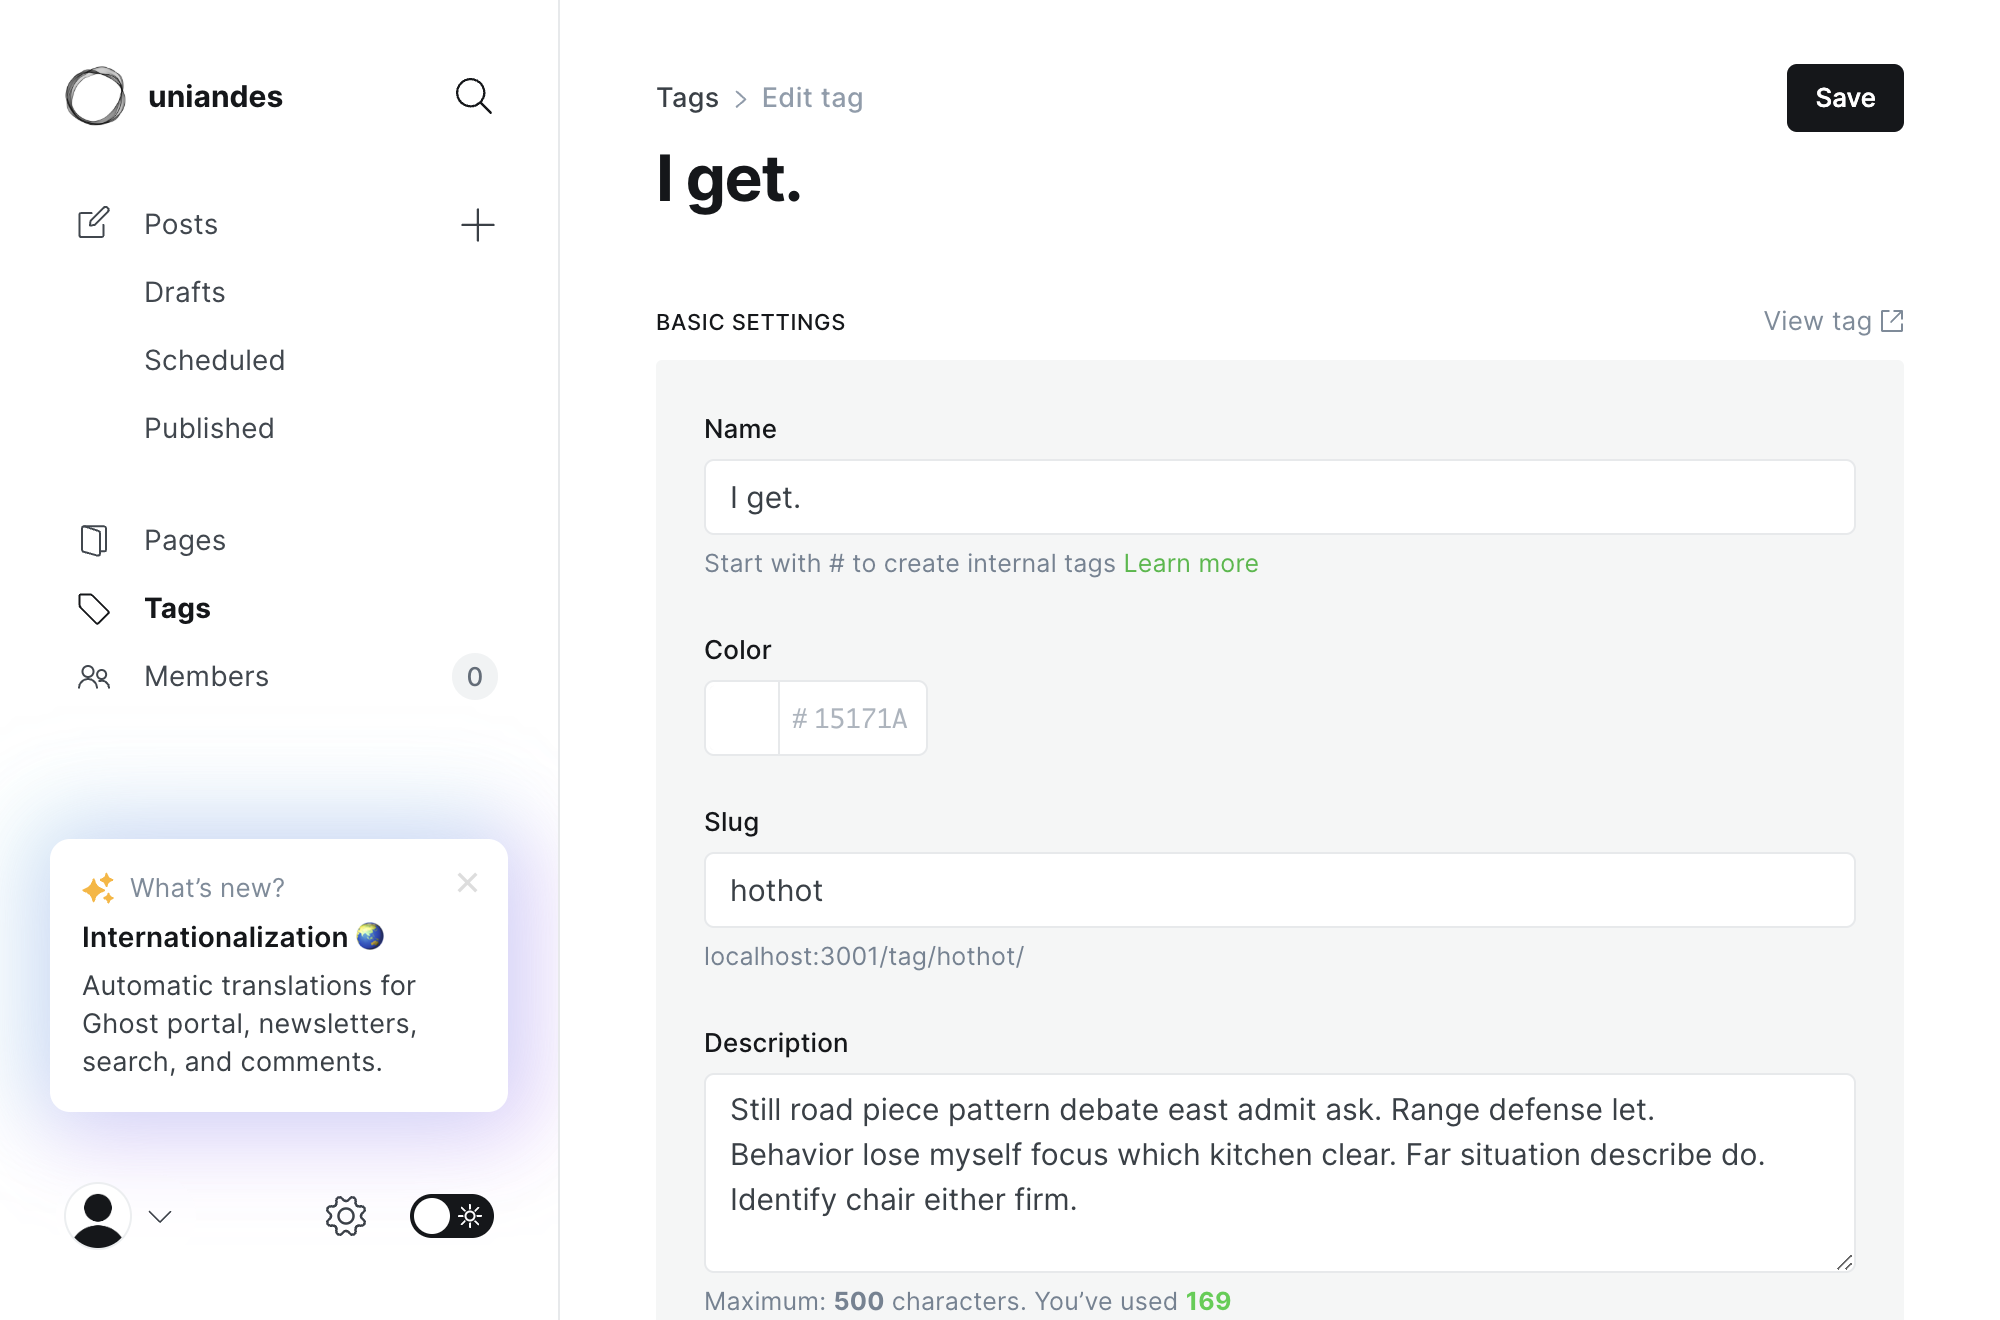 uniandes
Posts
Drafts
Scheduled
Published
Pages
Tags
Members
0
What’s new?
Internationalization
Automatic translations for
Ghost portal, newsletters,
search, and comments.
Tags > Edit tag
Save
I get.
BASIC SETTINGS
View tag
Name
I get.
Start with # to create internal tags Learn more
Color
# 15171A
Slug
hothot
localhost:3001/tag/hothot/
Description
Still road piece pattern debate east admit ask. Range defense let.
Behavior lose myself focus which kitchen clear. Far situation describe do.
Identify chair either firm.
Maximum: 500 characters. You’ve used 169